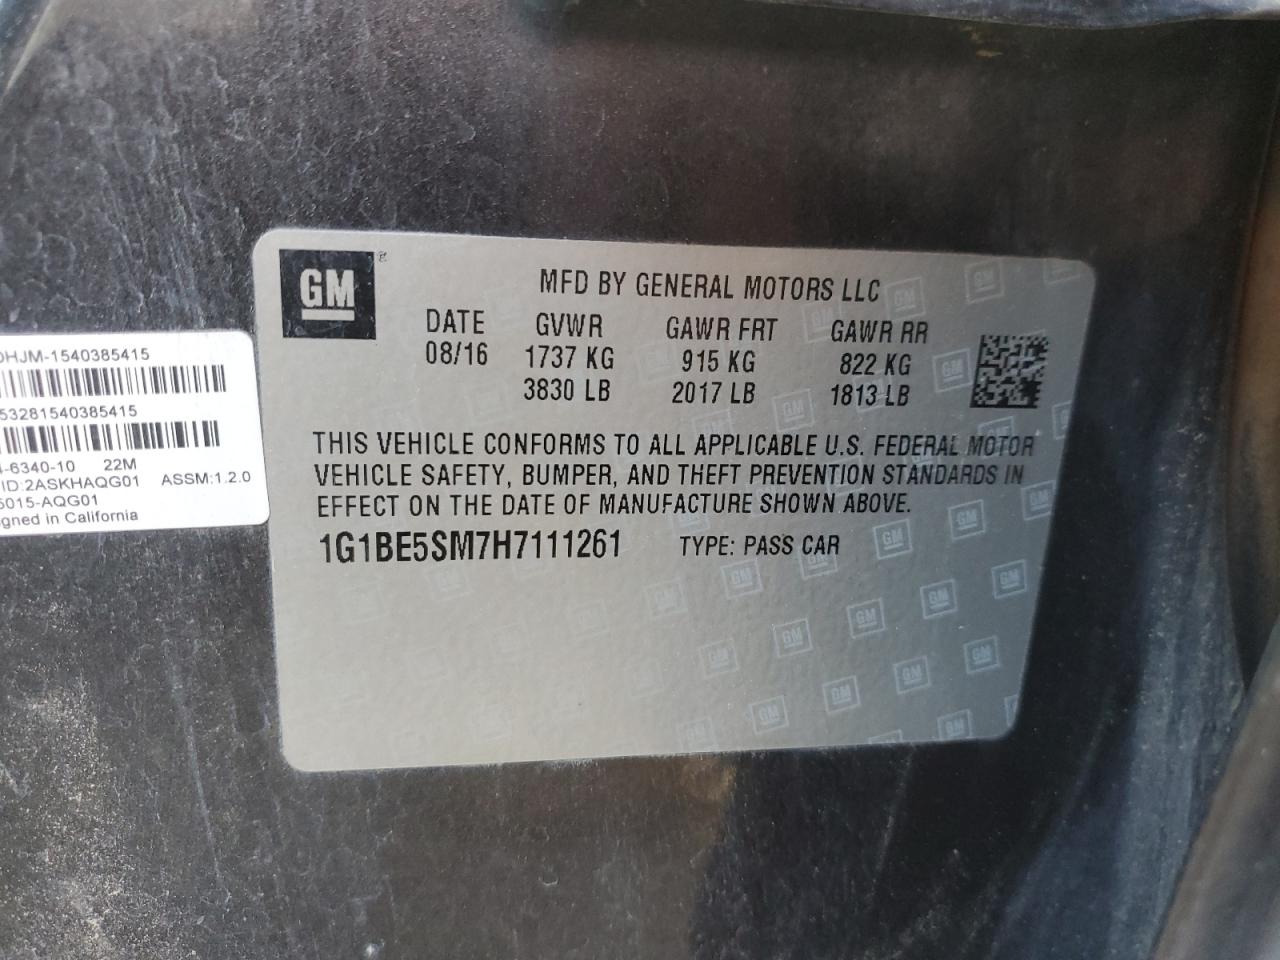 GM
MFD BY GENERAL MOTORS LLC
DATE GVWR GAWR FRT GAWR RR
08/16 1737 KG 915 KG 822 KG
3830 LB 2017 LB 1813 LB
THIS VEHICLE CONFORMS TO ALL APPLICABLE U.S. FEDERAL MOTOR
VEHICLE SAFETY, BUMPER, AND THEFT PREVENTION STANDARDS IN
EFFECT ON THE DATE OF MANUFACTURE SHOWN ABOVE.
1G1BE5SM7H7111261 TYPE: PASS CAR
DHJM-1540385415
53281540385415
-6340-10 22M
ID:2ASKHAQG01 ASSM:1.2.0
5015-AQG01
gned in California